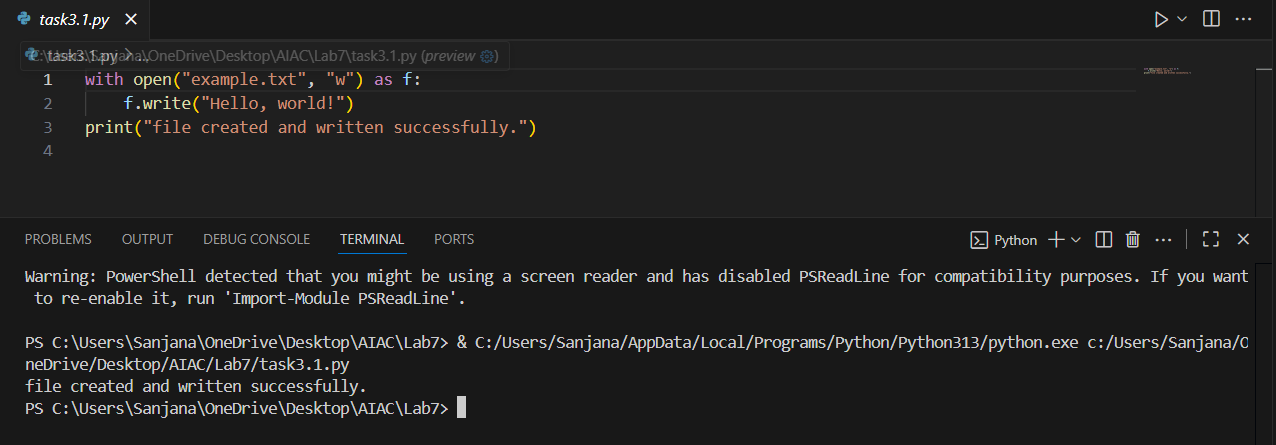 task3.1.py
task3.1.py > ...
\Sanjana\OneDrive\Desktop\AIAC\Lab7\task3.1.py (preview )
1 with open("example.txt", "w") as f:
2 f.write("Hello, world!")
3 print("file created and written successfully.")
4
PROBLEMS OUTPUT DEBUG CONSOLE TERMINAL PORTS Python
Warning: PowerShell detected that you might be using a screen reader and has disabled PSReadLine for compatibility purposes. If you want
to re-enable it, run 'Import-Module PSReadLine'.
PS C:\Users\Sanjana\OneDrive\Desktop\AIAC\Lab7> & C:/Users/Sanjana/AppData/Local/Programs/Python/Python313/python.exe c:/Users/Sanjana/O
neDrive/Desktop/AIAC/Lab7/task3.1.py
file created and written successfully.
PS C:\Users\Sanjana\OneDrive\Desktop\AIAC\Lab7>